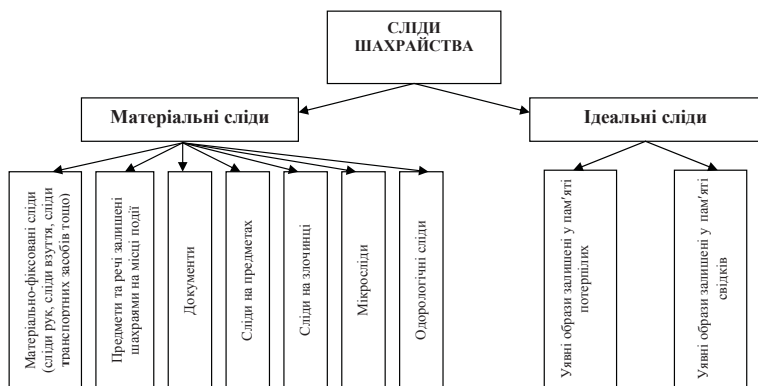 СЛІДИ
ШАХРАЙСТВА
Матеріальні сліди
Ідеальні сліди
Матеріально-фіксовані сліди
(сліди рук, сліди взуття, сліди
транспортних засобів тощо)
Предмети та речі залишені
шахраями на місці події
Документи
Сліди на предметах
Сліди на злочинці
Мікросліди
Одорологічні сліди
Уявні образи залишені у пам′яті
потерпілих
Уявні образи залишені у пам′яті
свідків